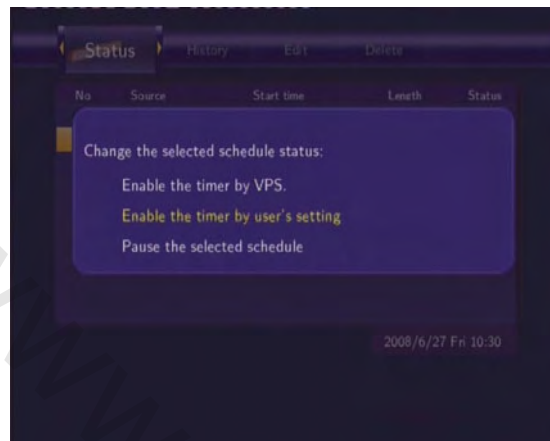 Status History Edit Delete
No Source Start time Length Status
Change the selected schedule status:
Enable the timer by VPS.
Enable the timer by user's setting
Pause the selected schedule
2008/6/27 Fri 10:30